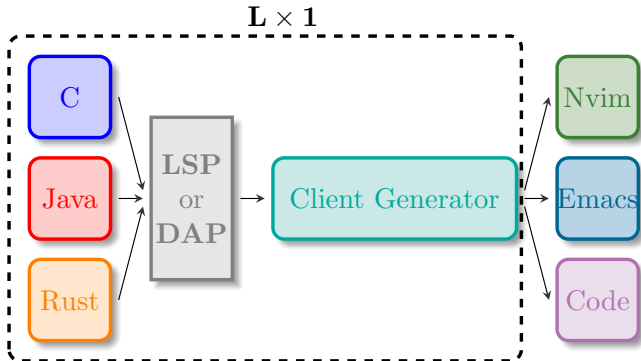 L × 1
C
Java
Rust
LSP
or
DAP
Client Generator
Nvim
Emacs
Code